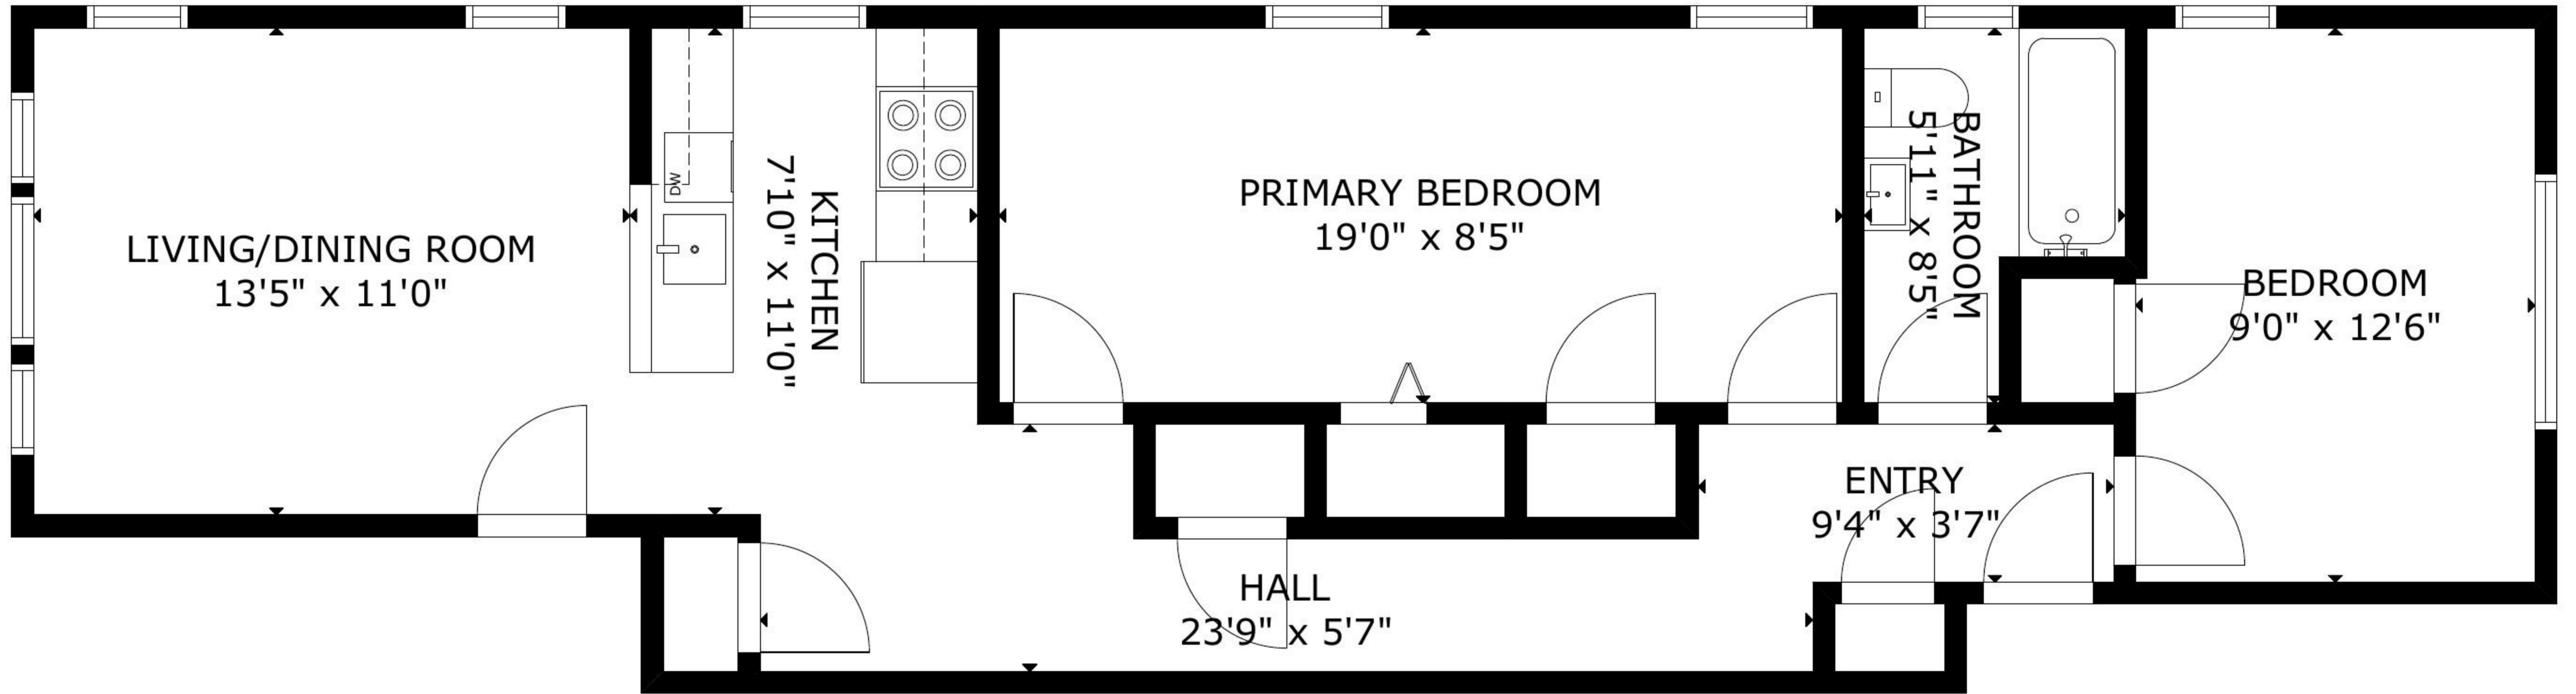 LIVING/DINING ROOM
13'5" x 11'0"
DW
KITCHEN
7'10" x 11'0"
PRIMARY BEDROOM
19'0" x 8'5"
BATHROOM
5'11" x 8'5"
BEDROOM
9'0" x 12'6"
ENTRY
9'4" x 3'7"
HALL
23'9" x 5'7"